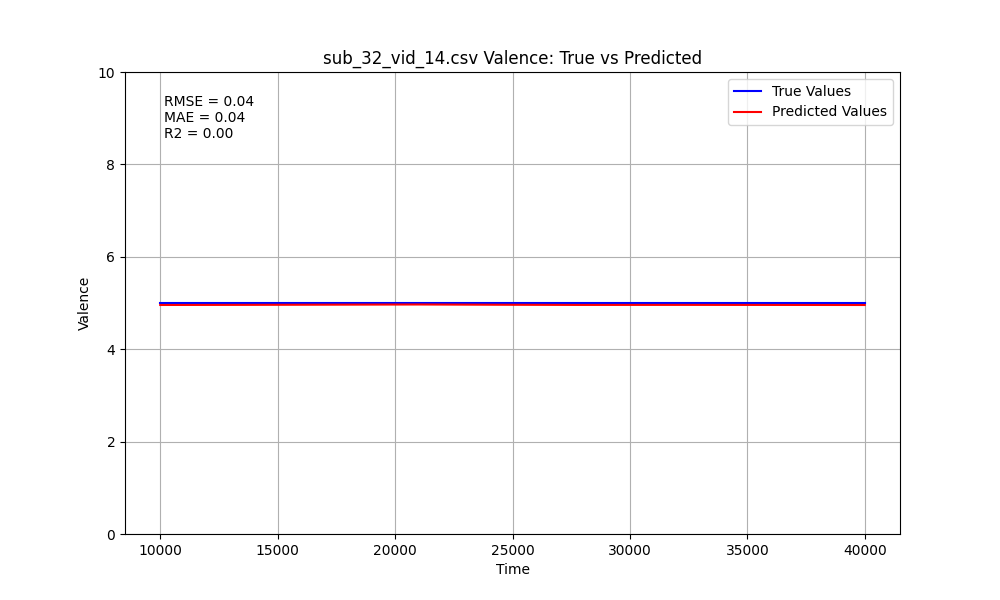 sub_32_vid_14.csv Valence: True vs Predicted
RMSE = 0.04
MAE = 0.04
R2 = 0.00
True Values
Predicted Values
Valence
10
8
6
4
2
0
10000 15000 20000 25000 30000 35000 40000
Time